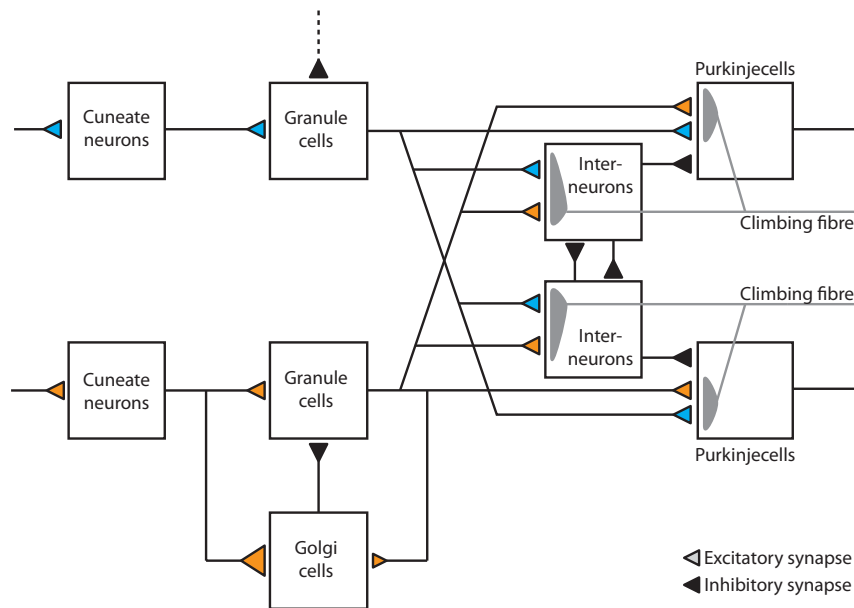 Purkinjecells
Cuneate
neurons
Granule
cells
Inter-
neurons
Climbing fibre
Climbing fibre
Inter-
neurons
Cuneate
neurons
Granule
cells
Purkinjecells
Golgi
cells
Excitatory synapse
Inhibitory synapse